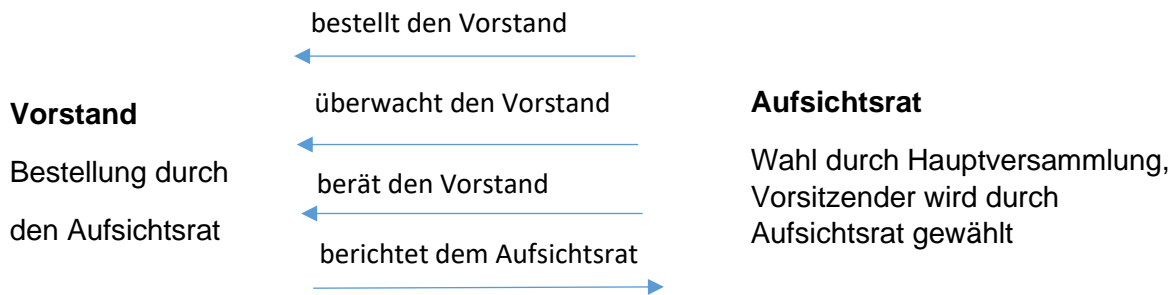 bestellt den Vorstand
Vorstand
Bestellung durch
den Aufsichtsrat
überwacht den Vorstand
berät den Vorstand
berichtet dem Aufsichtsrat
Aufsichtsrat
Wahl durch Hauptversammlung,
Vorsitzender wird durch
Aufsichtsrat gewählt